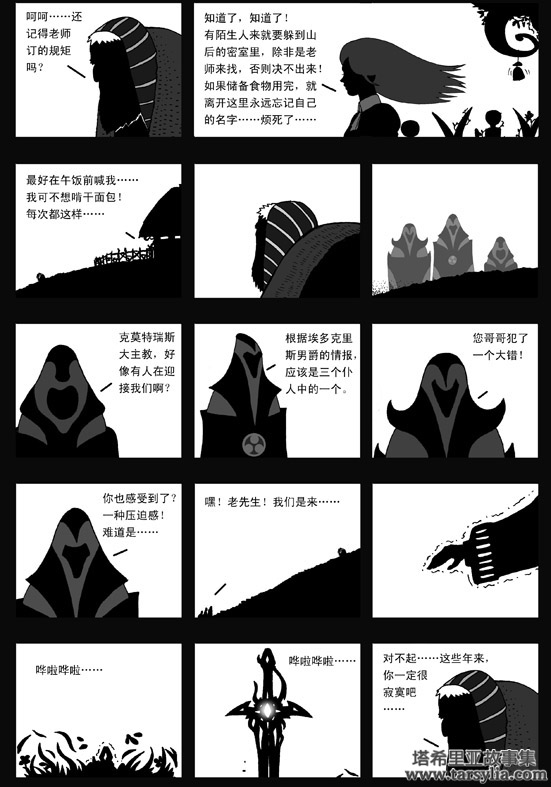 呵呵……还
记得老师
订的规矩
吗？
知道了，知道了！
有陌生人来就要躲到山
后的密室里，除非是老
师来找，否则决不出来！
如果储备食物用完，就
离开这里永远忘记自己
的名字……烦死了……
最好在午饭前喊我……
我可不想啃干面包！
每次都这样……
克莫特瑞斯
大主教，好
像有人在迎
接我们啊？
根据埃多克里
斯男爵的情报，
应该是三个仆
人中的一个。
您哥哥犯了
一个大错！
你也感受到了？
一种压迫感！
难道是……
嘿！老先生！我们是来……
哗啦哗啦……
哗啦哗啦……
对不起……这些年来，
你一定很
寂寞吧
……
塔希里亚故事集
www.tarsylia.com